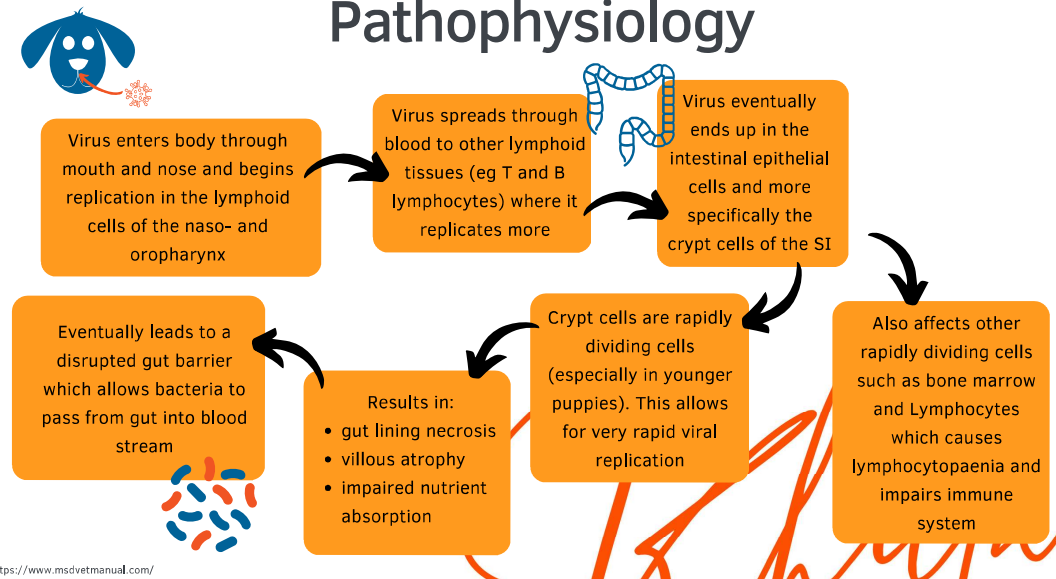 Pathophysiology
Virus enters body through
mouth and nose and begins
replication in the lymphoid
cells of the naso- and
oropharynx
Virus spreads through
blood to other lymphoid
tissues (eg T and B
lymphocytes) where it
replicates more
Virus eventually
ends up in the
intestinal epithelial
cells and more
specifically the
crypt cells of the SI
Also affects other
rapidly dividing cells
such as bone marrow
and Lymphocytes
which causes
lymphocytopaenia and
impairs immune
system
Crypt cells are rapidly
dividing cells
(especially in younger
puppies). This allows
for very rapid viral
replication
Results in:
• gut lining necrosis
• villous atrophy
• impaired nutrient
absorption
Eventually leads to a
disrupted gut barrier
which allows bacteria to
pass from gut into blood
stream
ttps://www.msdvetmanual.com/